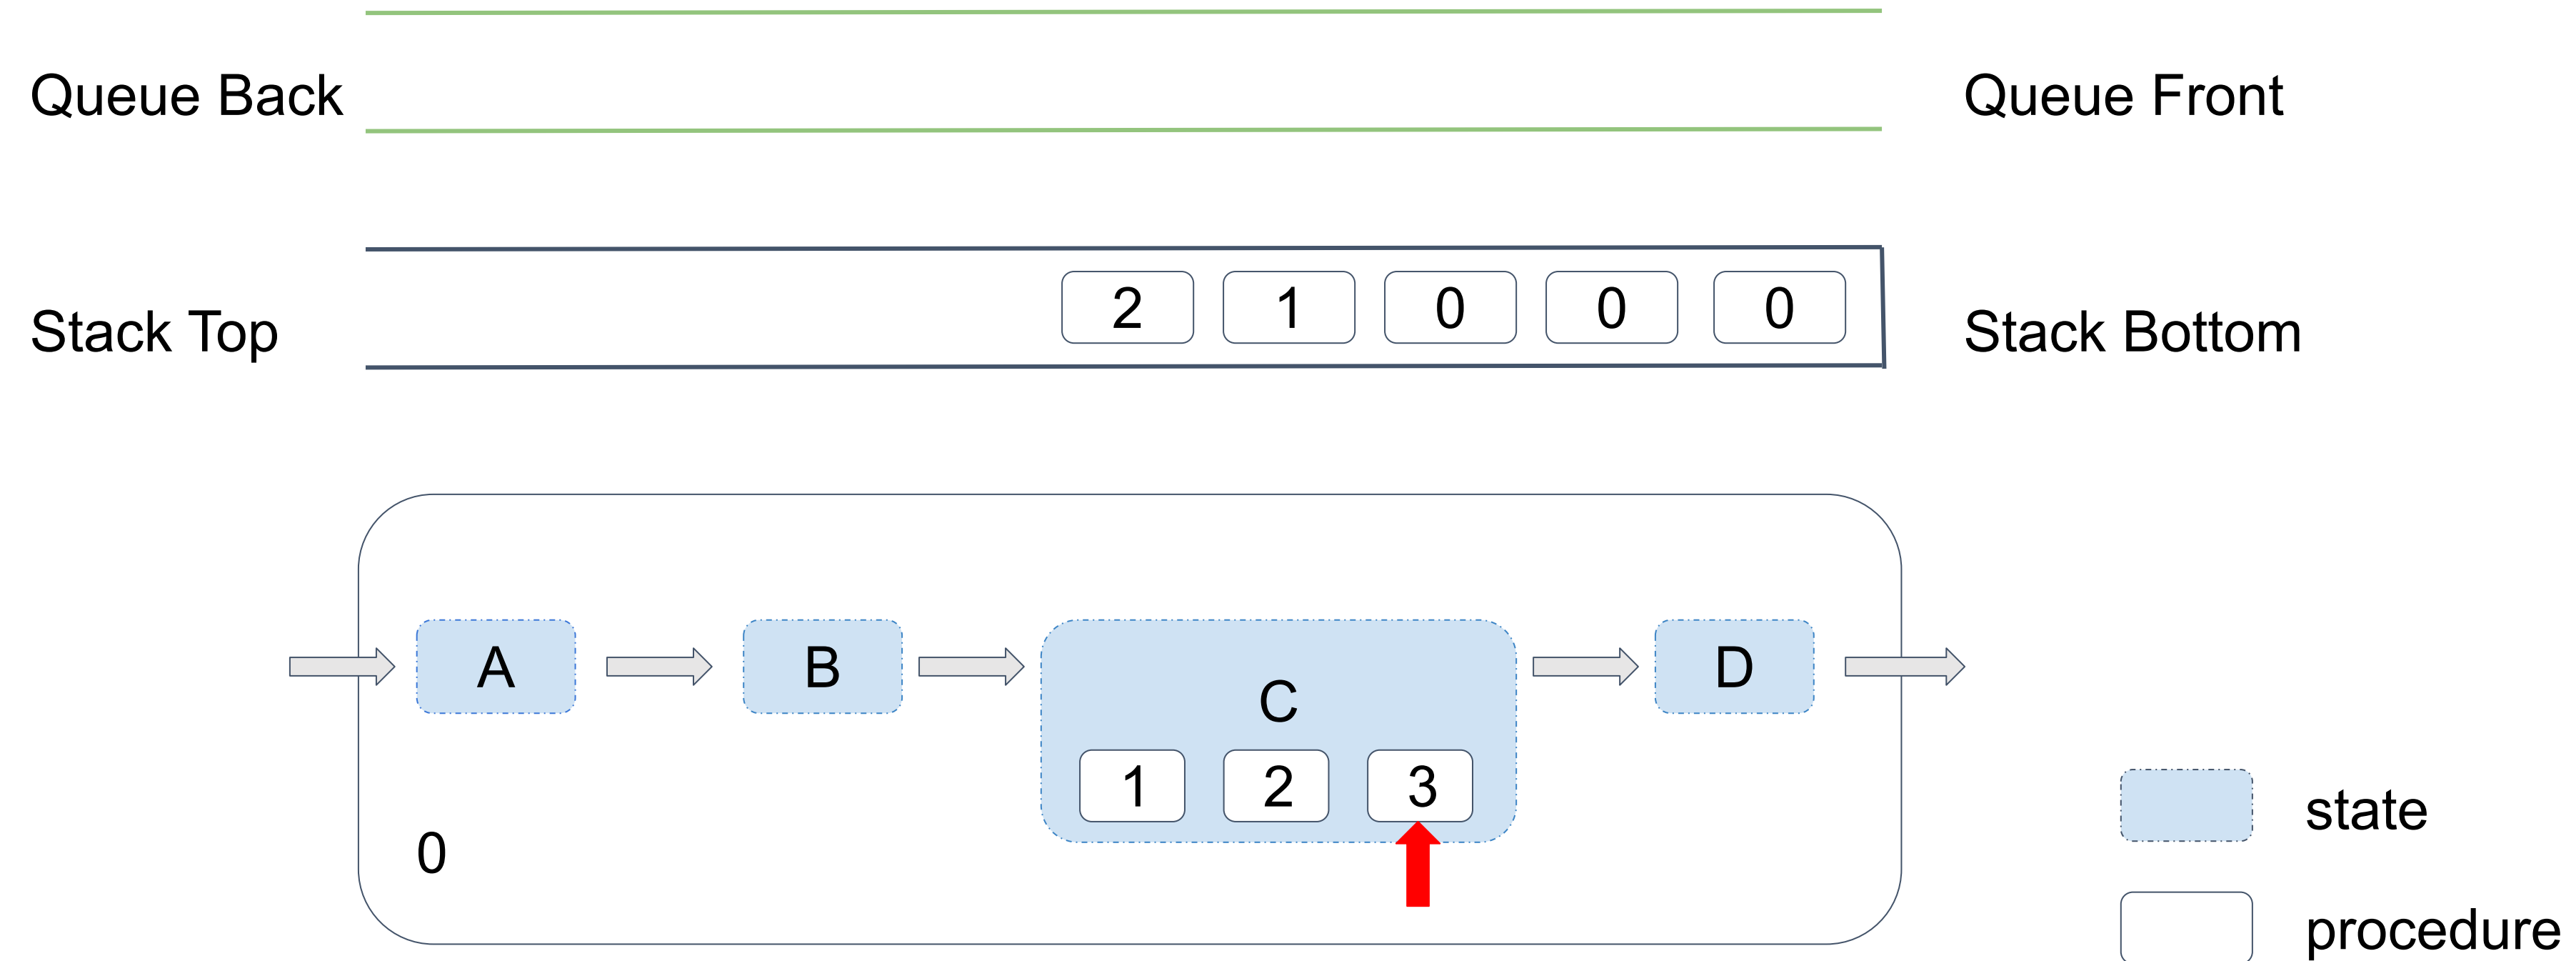 Queue Back
Queue Front
2 1 0 0 0
Stack Top
Stack Bottom
A
B
C
D
1 2 3
0
state
procedure